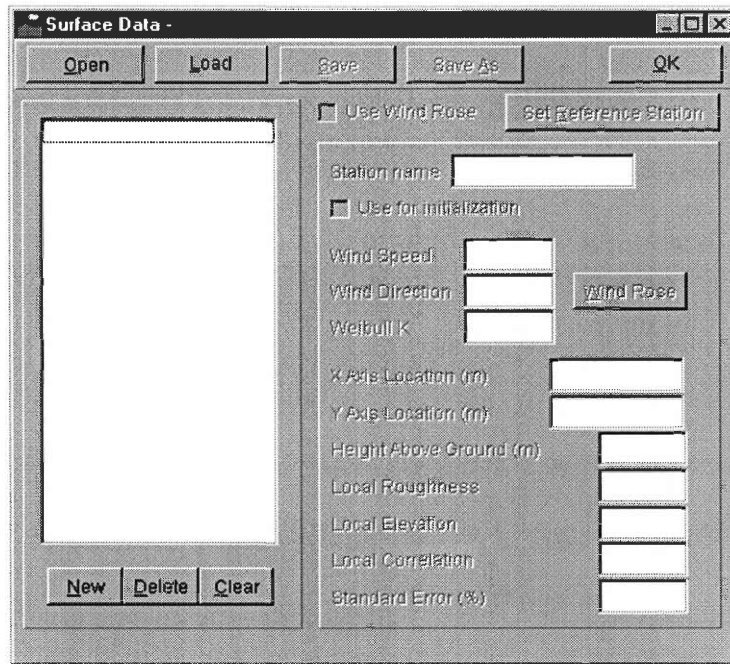 Surface Data -
Open Load Save Save As OK
Use Wind Rose Set Reference Station
Station name
Use for initialization
Wind Speed
Wind Direction Wind Rose
Weibull K
X Axis Location (m)
Y Axis Location (m)
Height Above Ground (m)
Local Roughness
Local Elevation
Local Correlation
Standard Error (%)
New Delete Clear